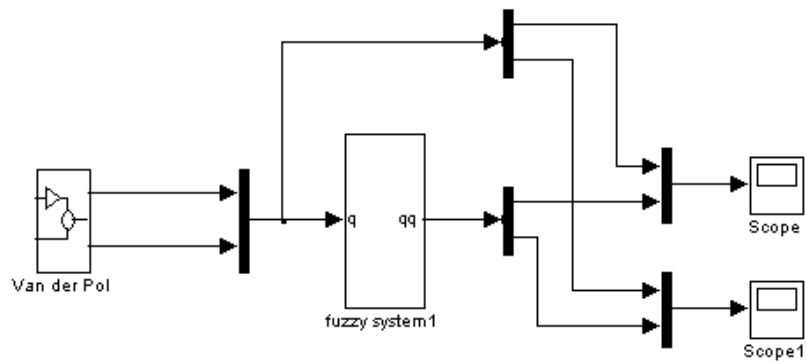 Van der Pol
q
qq
fuzzy system1
Scope
Scope1